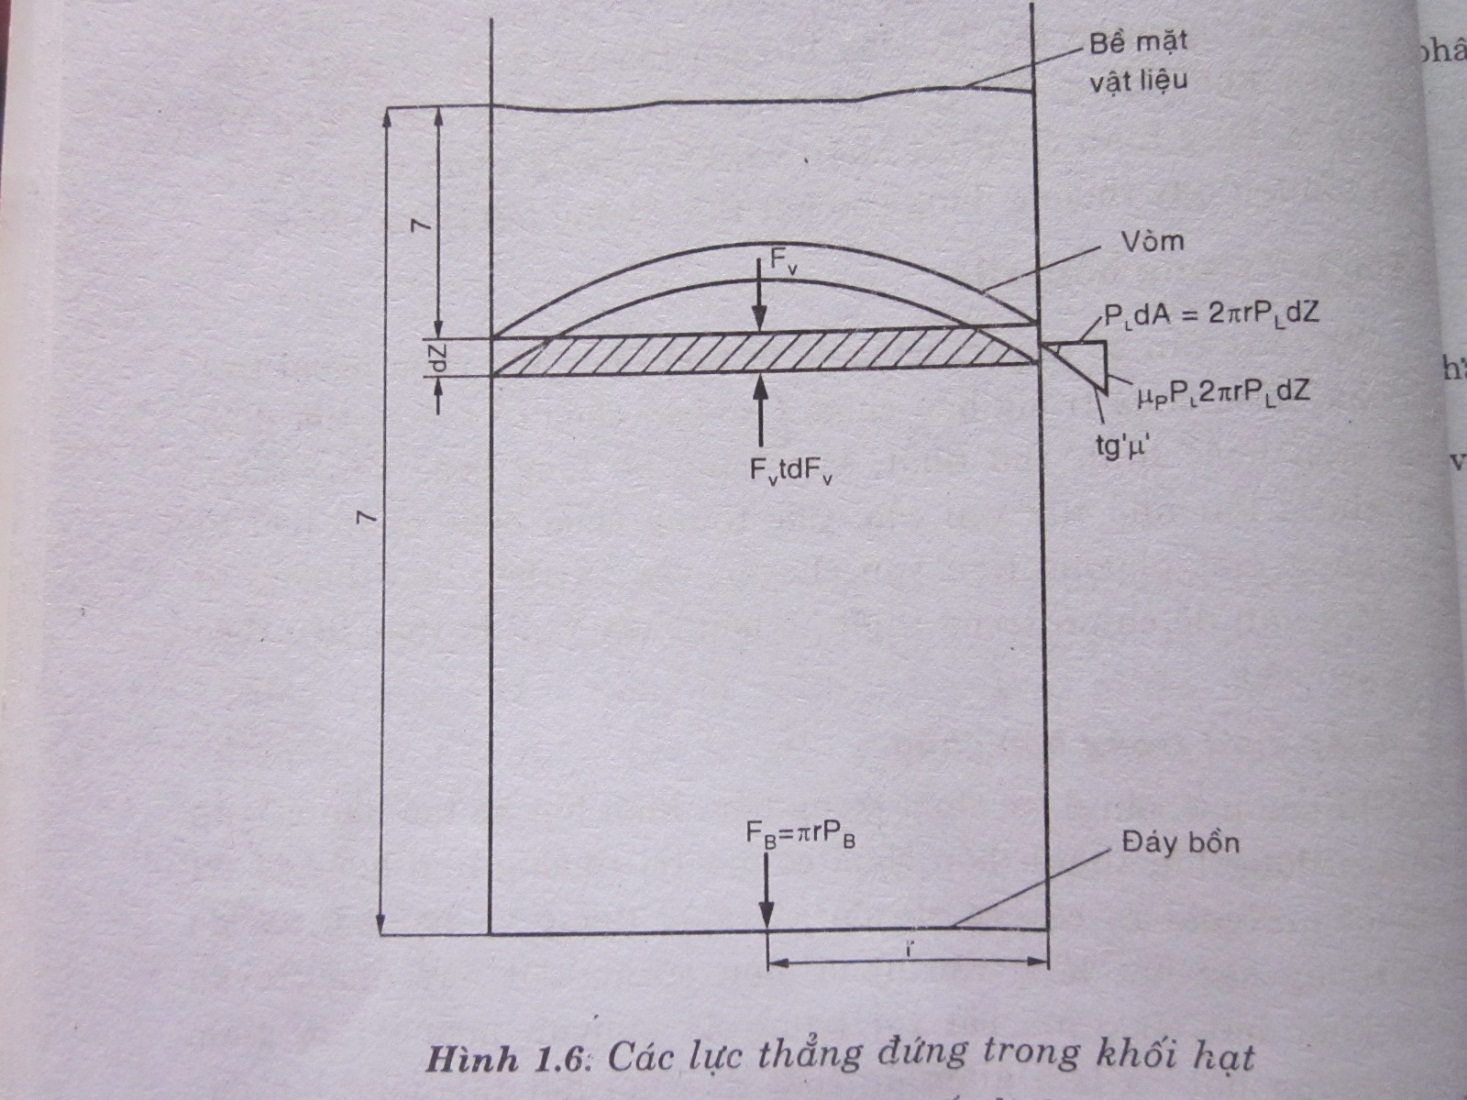 Bề mặt
vật liệu
7
Vòm
F_v
P_LdA = 2πrP_LdZ
dZ
μ_PP_L2πrP_LdZ
tg'μ'
F_vtdF_v
7
F_B=πrP_B
Đáy bồn
r
Hình 1.6: Các lực thẳng đứng trong khối hạt